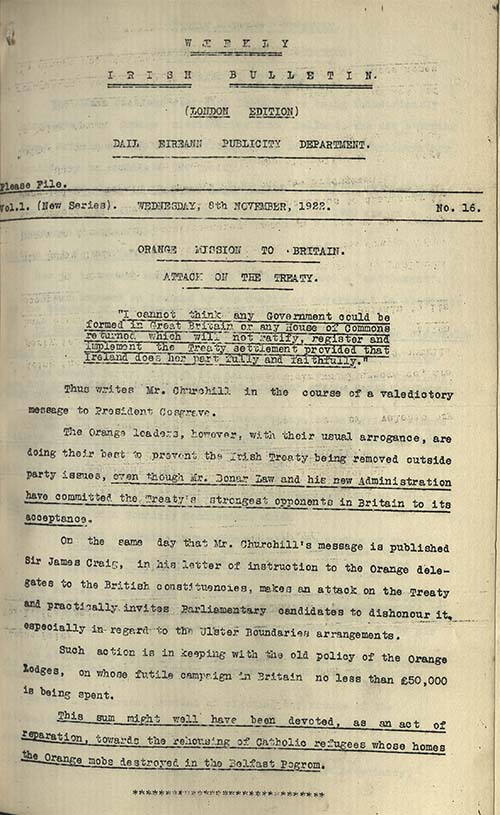 WEEKLY
IRISH BULLETIN.
(LONDON EDITION)
DAIL EIREANN PUBLICITY DEPARTMENT.
Please File.
Vol.1. (New Series). WEDNESDAY, 8th NOVEMBER, 1922. No. 16.
ORANGE MISSION TO BRITAIN.
ATTACK ON THE TREATY.
"I cannot think any Government could be
formed in Great Britain or any House of Commons
returned which will not ratify, register and
implement the Treaty settlement provided that
Ireland does her part fully and faithfully."
Thus writes Mr. Churchill in the course of a valedictory
message to President Cosgrave.
The Orange leaders, however, with their usual arrogance, are
doing their best to prevent the Irish Treaty being removed outside
party issues, even though Mr. Bonar Law and his new Administration
have committed the Treaty's strongest opponents in Britain to its
acceptance.
On the same day that Mr. Churchill's message is published
Sir James Craig, in his letter of instruction to the Orange dele-
gates to the British constituencies, makes an attack on the Treaty
and practically invites Parliamentary candidates to dishonour it,
especially in regard to the Ulster Boundaries arrangements.
Such action is in keeping with the old policy of the Orange
lodges, on whose futile campaign in Britain no less than £50,000
is being spent.
This sum might well have been devoted, as an act of
reparation, towards the rehousing of Catholic refugees whose homes
the Orange mobs destroyed in the Belfast Pogrom.
*******************************